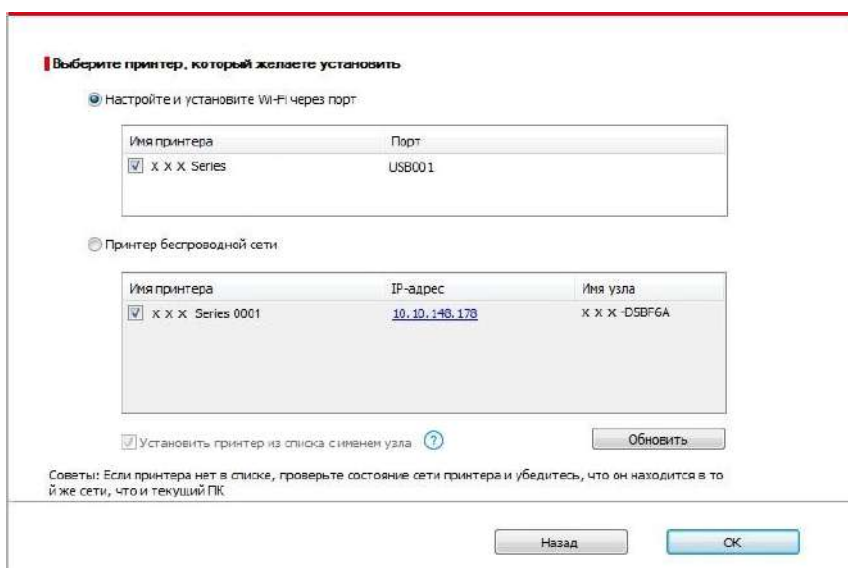 Выберите принтер, который желаете установить
Настройте и установите Wi-Fi через порт
Имя принтера Порт
X X X Series USB001
Принтер беспроводной сети
Имя принтера IP-адрес Имя узла
X X X Series 0001 10.10.148.178 X X X -D5BF6A
Установить принтер из списка с именем узла ? Обновить
Советы: Если принтера нет в списке, проверьте состояние сети принтера и убедитесь, что он находится в то
й же сети, что и текущий ПК
Назад OK